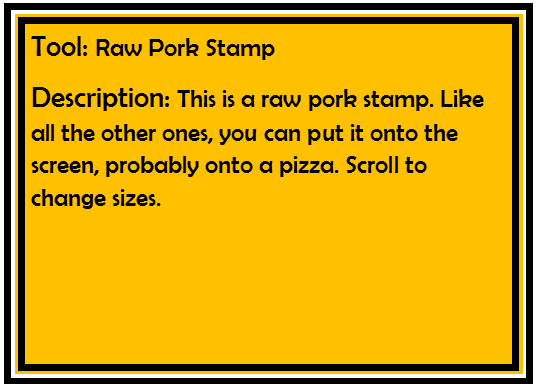 Tool: Raw Pork Stamp
Description: This is a raw pork stamp. Like
all the other ones, you can put it onto the
screen, probably onto a pizza. Scroll to
change sizes.